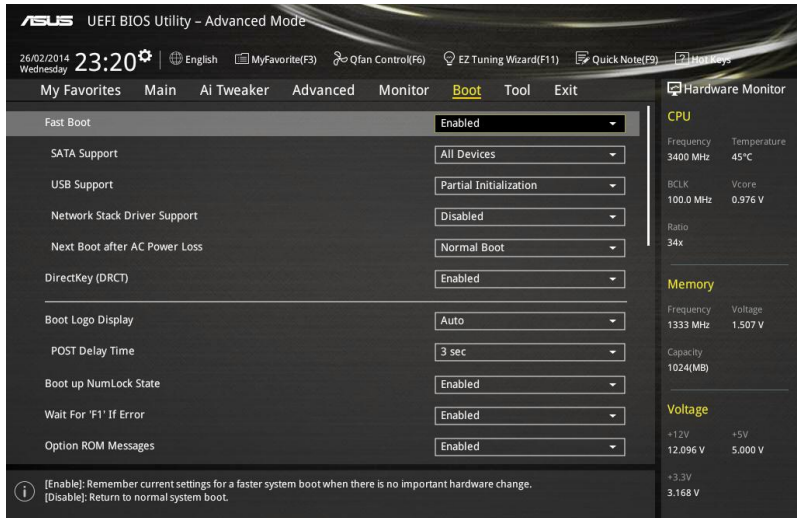 ASUS UEFI BIOS Utility – Advanced Mode
26/02/2014
Wednesday
23:20
English
MyFavorite(F3)
Qfan Control(F6)
EZ Tuning Wizard(F11)
Quick Note(F9)
? Hot Keys
My Favorites Main Ai Tweaker Advanced Monitor Boot Tool Exit
Fast Boot Enabled
SATA Support All Devices
USB Support Partial Initialization
Network Stack Driver Support Disabled
Next Boot after AC Power Loss Normal Boot
DirectKey (DRCT) Enabled
Boot Logo Display Auto
POST Delay Time 3 sec
Boot up NumLock State Enabled
Wait For 'F1' If Error Enabled
Option ROM Messages Enabled
[Enable]: Remember current settings for a faster system boot when there is no important hardware change.
[Disable]: Return to normal system boot.
Hardware Monitor
CPU
Frequency Temperature
3400 MHz 45°C
BCLK Vcore
100.0 MHz 0.976 V
Ratio
34x
Memory
Frequency Voltage
1333 MHz 1.507 V
Capacity
1024(MB)
Voltage
+12V +5V
12.096 V 5.000 V
+3.3V
3.168 V